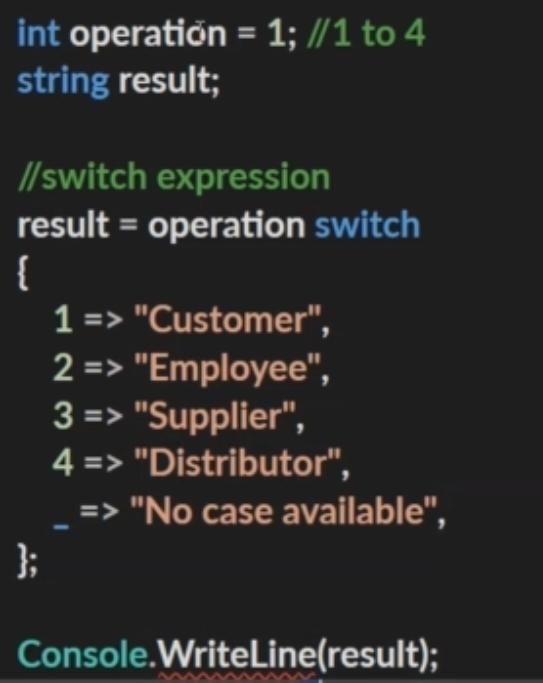 int operation = 1; //1 to 4
string result;
//switch expression
result = operation switch
{
1 => "Customer",
2 => "Employee",
3 => "Supplier",
4 => "Distributor",
_ => "No case available",
};
Console.WriteLine(result);